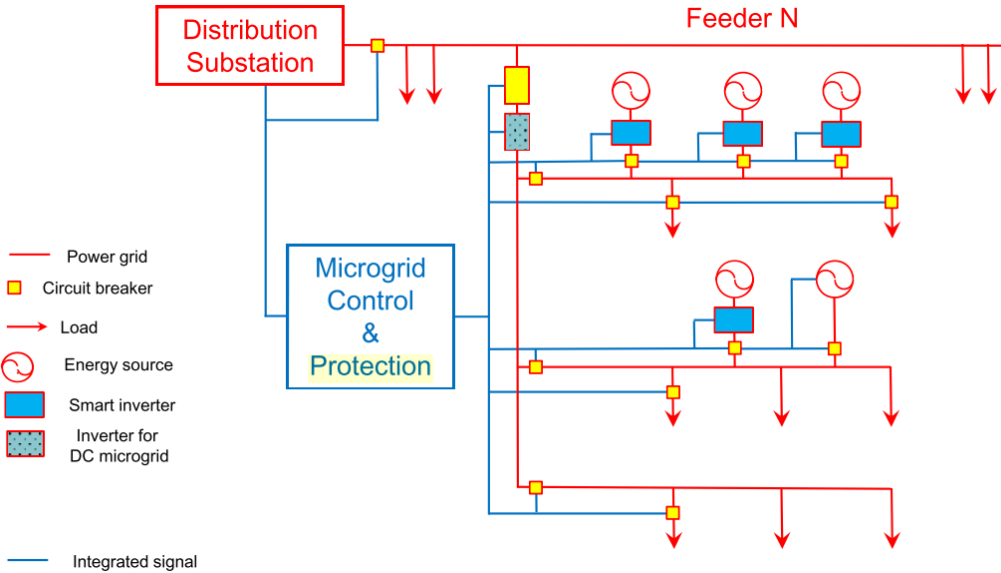 Feeder N
Distribution
Substation
Microgrid
Control
&
Protection
Power grid
Circuit breaker
Load
Energy source
Smart inverter
Inverter for
DC microgrid
Integrated signal